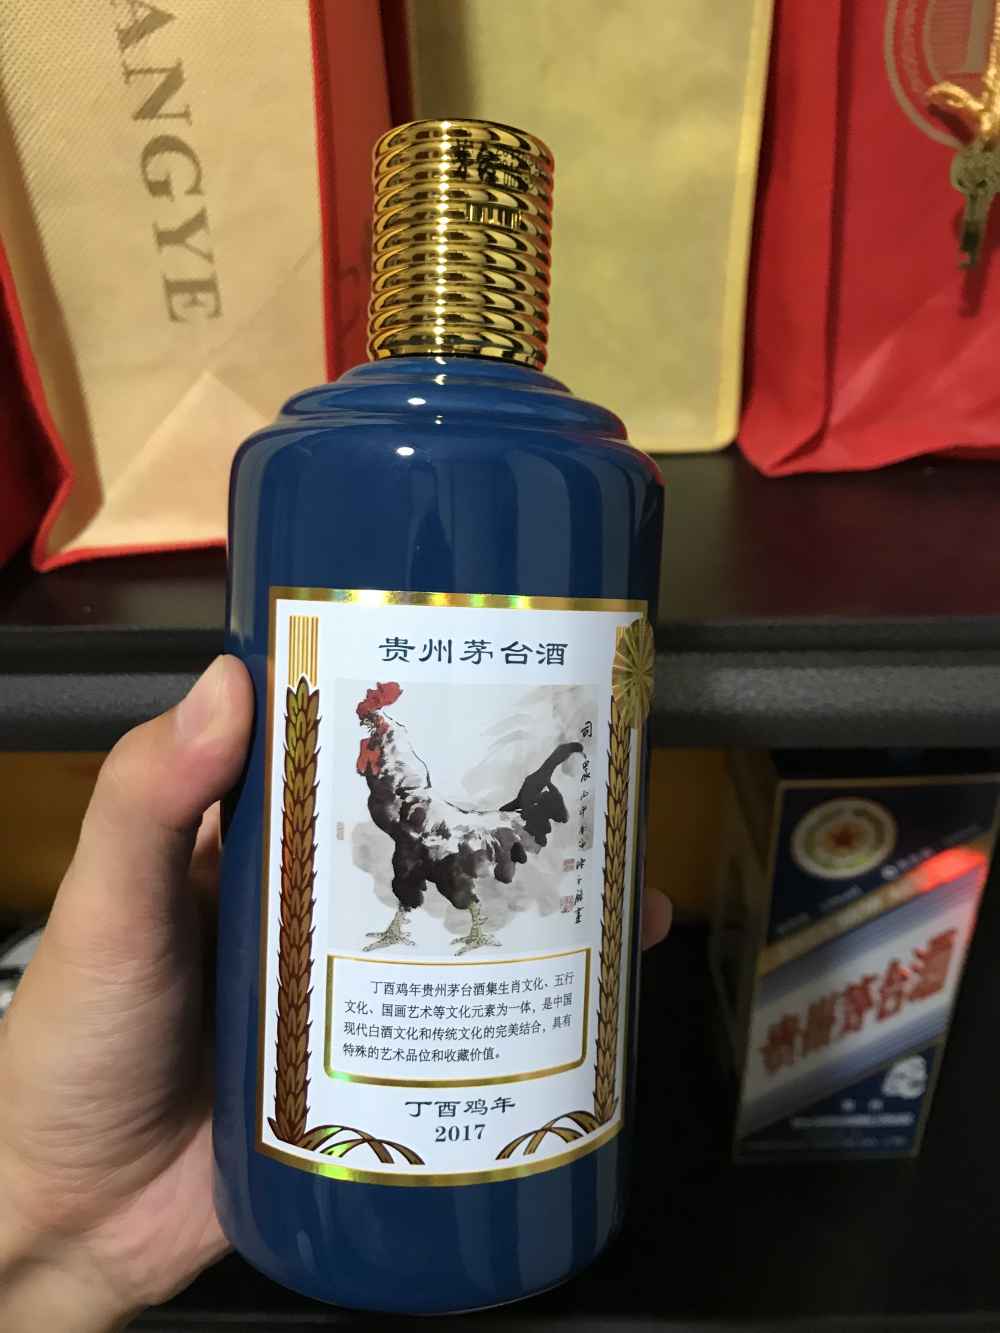 ANGYE
贵州茅台酒
丁酉鸡年贵州茅台酒集生肖文化、五行
文化、国画艺术等文化元素为一体，是中国
现代白酒文化和传统文化的完美结合，具有
特殊的艺术品位和收藏价值。
丁酉鸡年
2017
贵州茅台酒